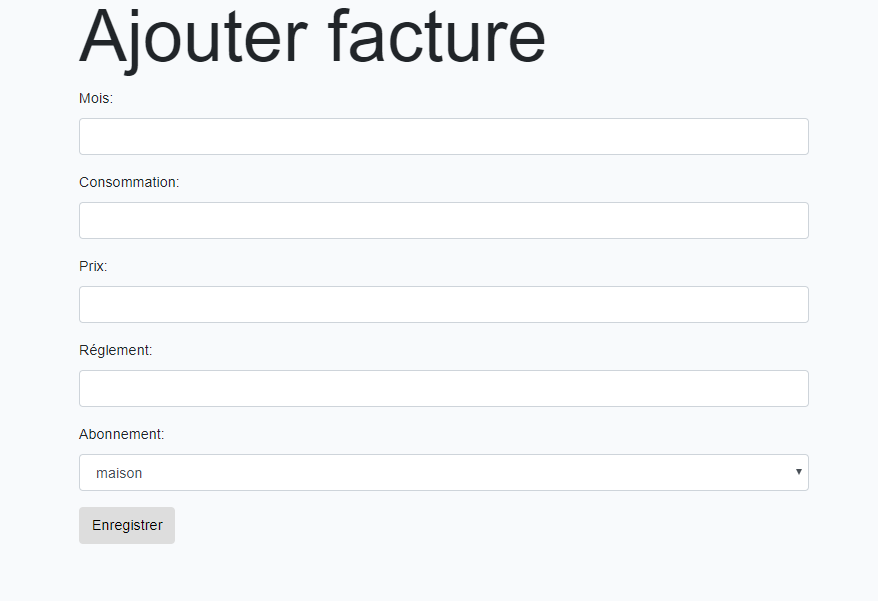 Ajouter facture
Mois:
Consommation:
Prix:
Réglement:
Abonnement:
maison
Enregistrer